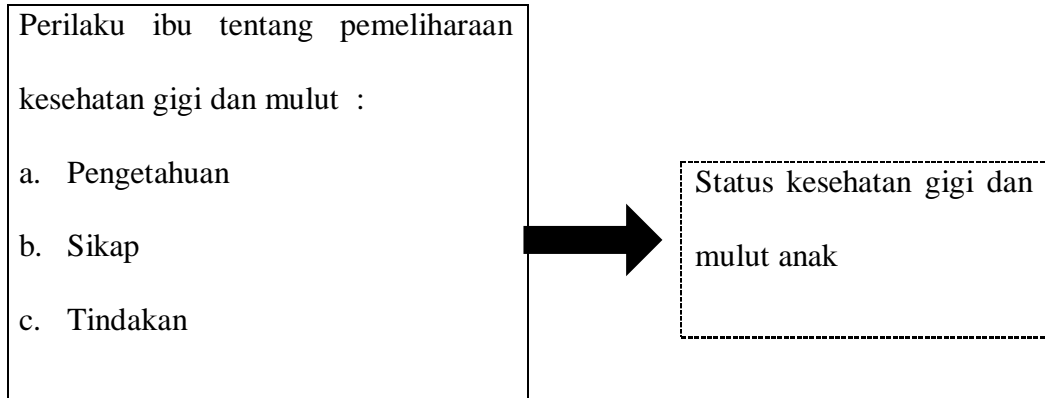 Perilaku ibu tentang pemeliharaan
kesehatan gigi dan mulut :
a. Pengetahuan
b. Sikap
c. Tindakan
Status kesehatan gigi dan
mulut anak